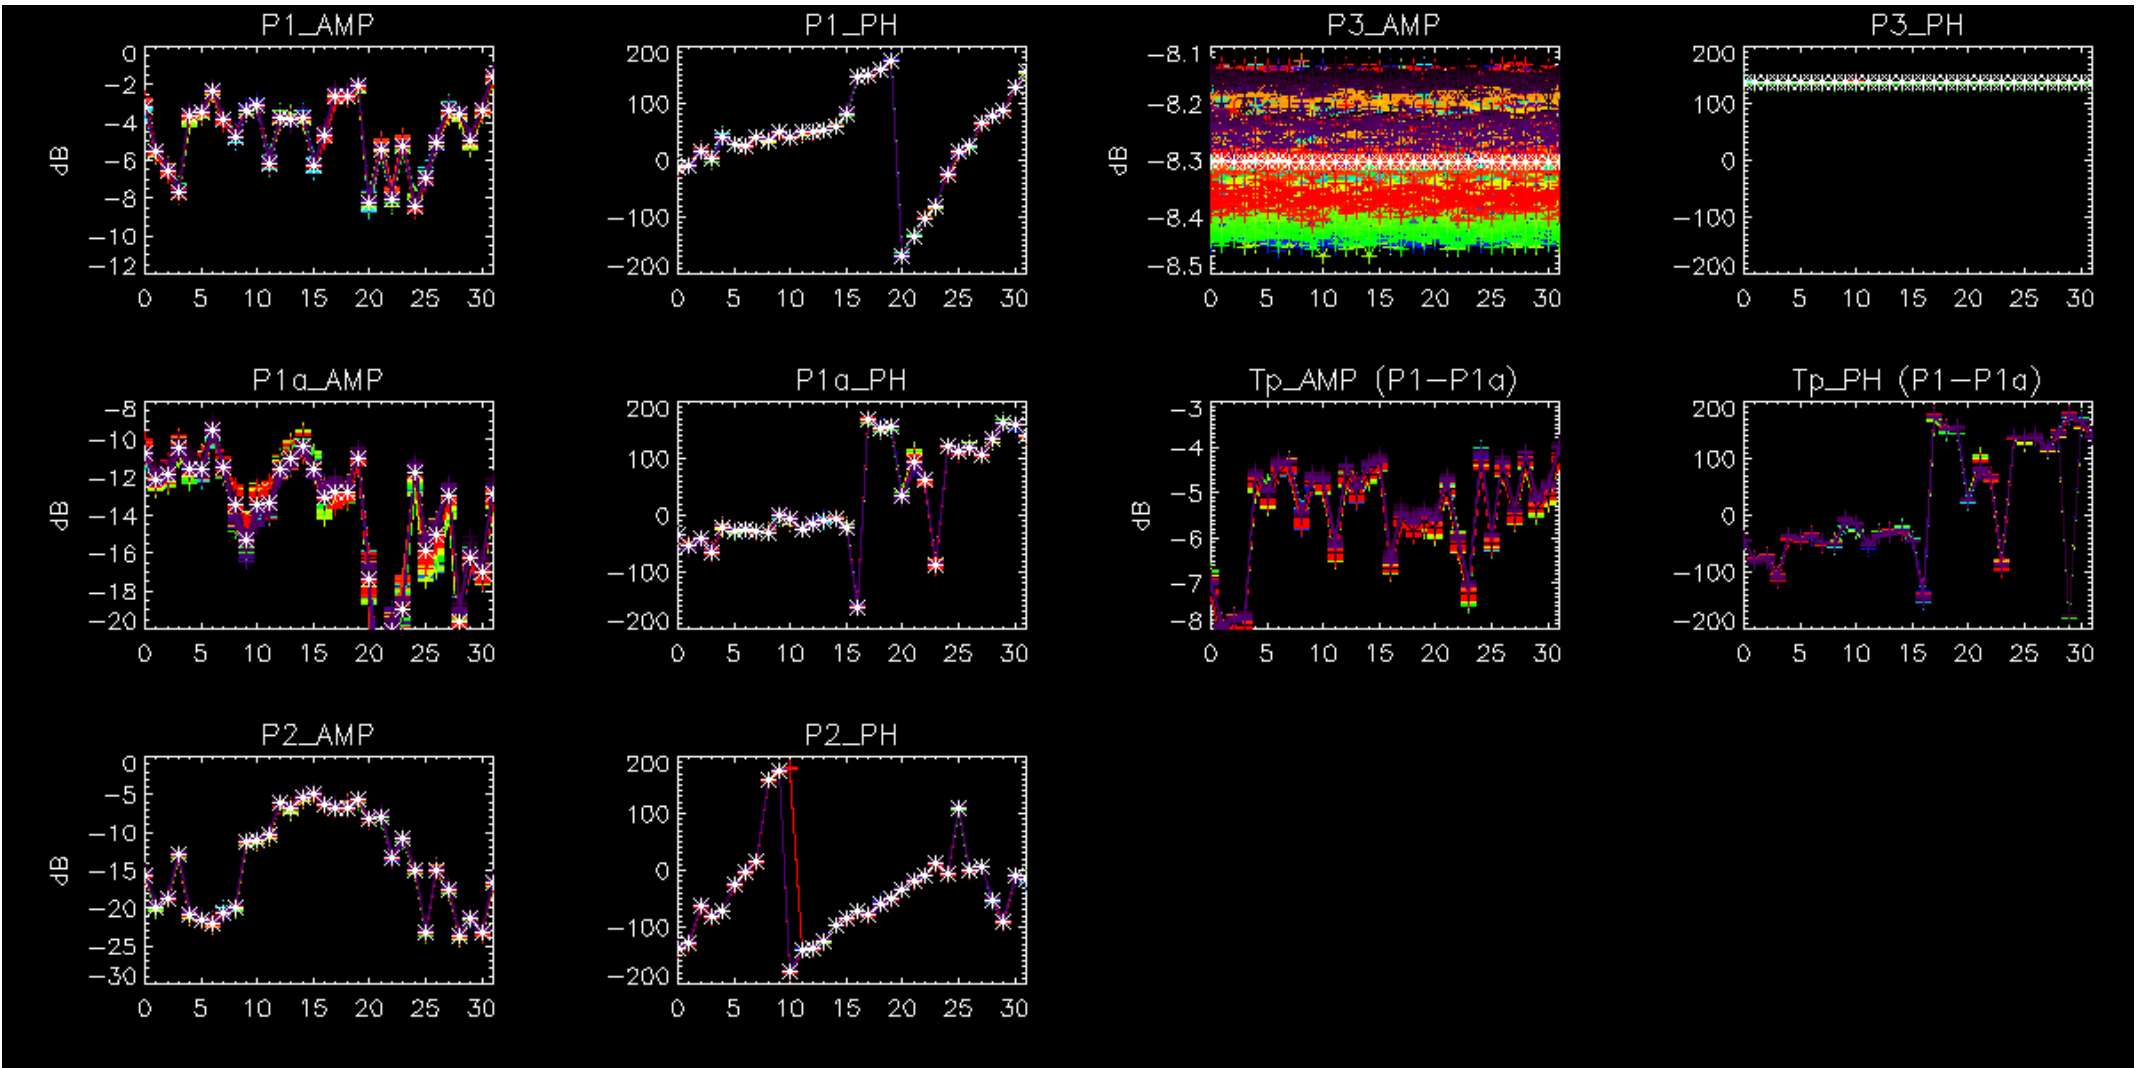 P1_AMP
P1_PH
P3_AMP
P3_PH
0
−2
−4
−6
−8
−10
−12
dB
0 5 10 15 20 25 30
200
100
0
−100
−200
0 5 10 15 20 25 30
−8.1
−8.2
−8.3
−8.4
−8.5
dB
0 5 10 15 20 25 30
200
100
0
−100
−200
0 5 10 15 20 25 30
P1a_AMP
P1a_PH
Tp_AMP (P1−P1a)
Tp_PH (P1−P1a)
−8
−10
−12
−14
−16
−18
−20
dB
0 5 10 15 20 25 30
200
100
0
−100
−200
0 5 10 15 20 25 30
−3
−4
−5
−6
−7
−8
dB
0 5 10 15 20 25 30
200
100
0
−100
−200
0 5 10 15 20 25 30
P2_AMP
P2_PH
0
−5
−10
−15
−20
−25
−30
dB
0 5 10 15 20 25 30
200
100
0
−100
−200
0 5 10 15 20 25 30